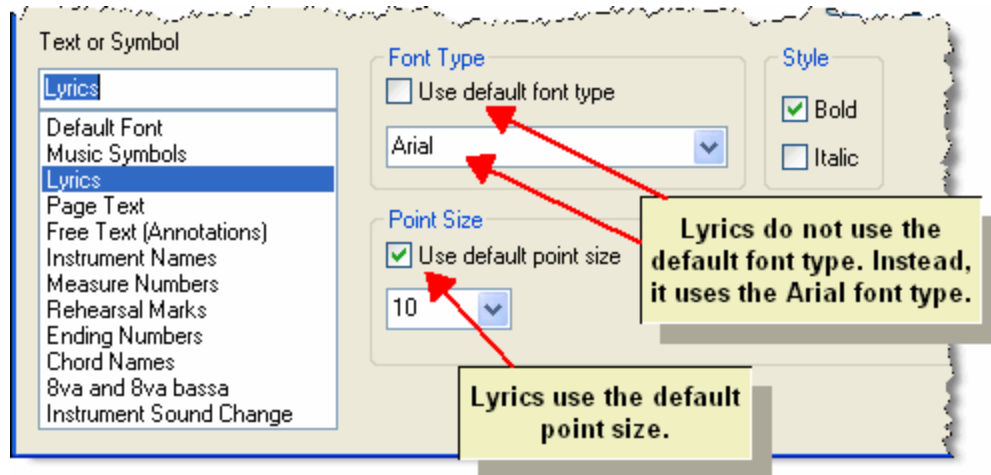 Text or Symbol
Lyrics
Default Font
Music Symbols
Lyrics
Page Text
Free Text (Annotations)
Instrument Names
Measure Numbers
Rehearsal Marks
Ending Numbers
Chord Names
8va and 8va bassa
Instrument Sound Change
Font Type
Use default font type
Arial
Style
Bold
Italic
Point Size
Use default point size
10
Lyrics do not use the
default font type. Instead,
it uses the Arial font type.
Lyrics use the default
point size.